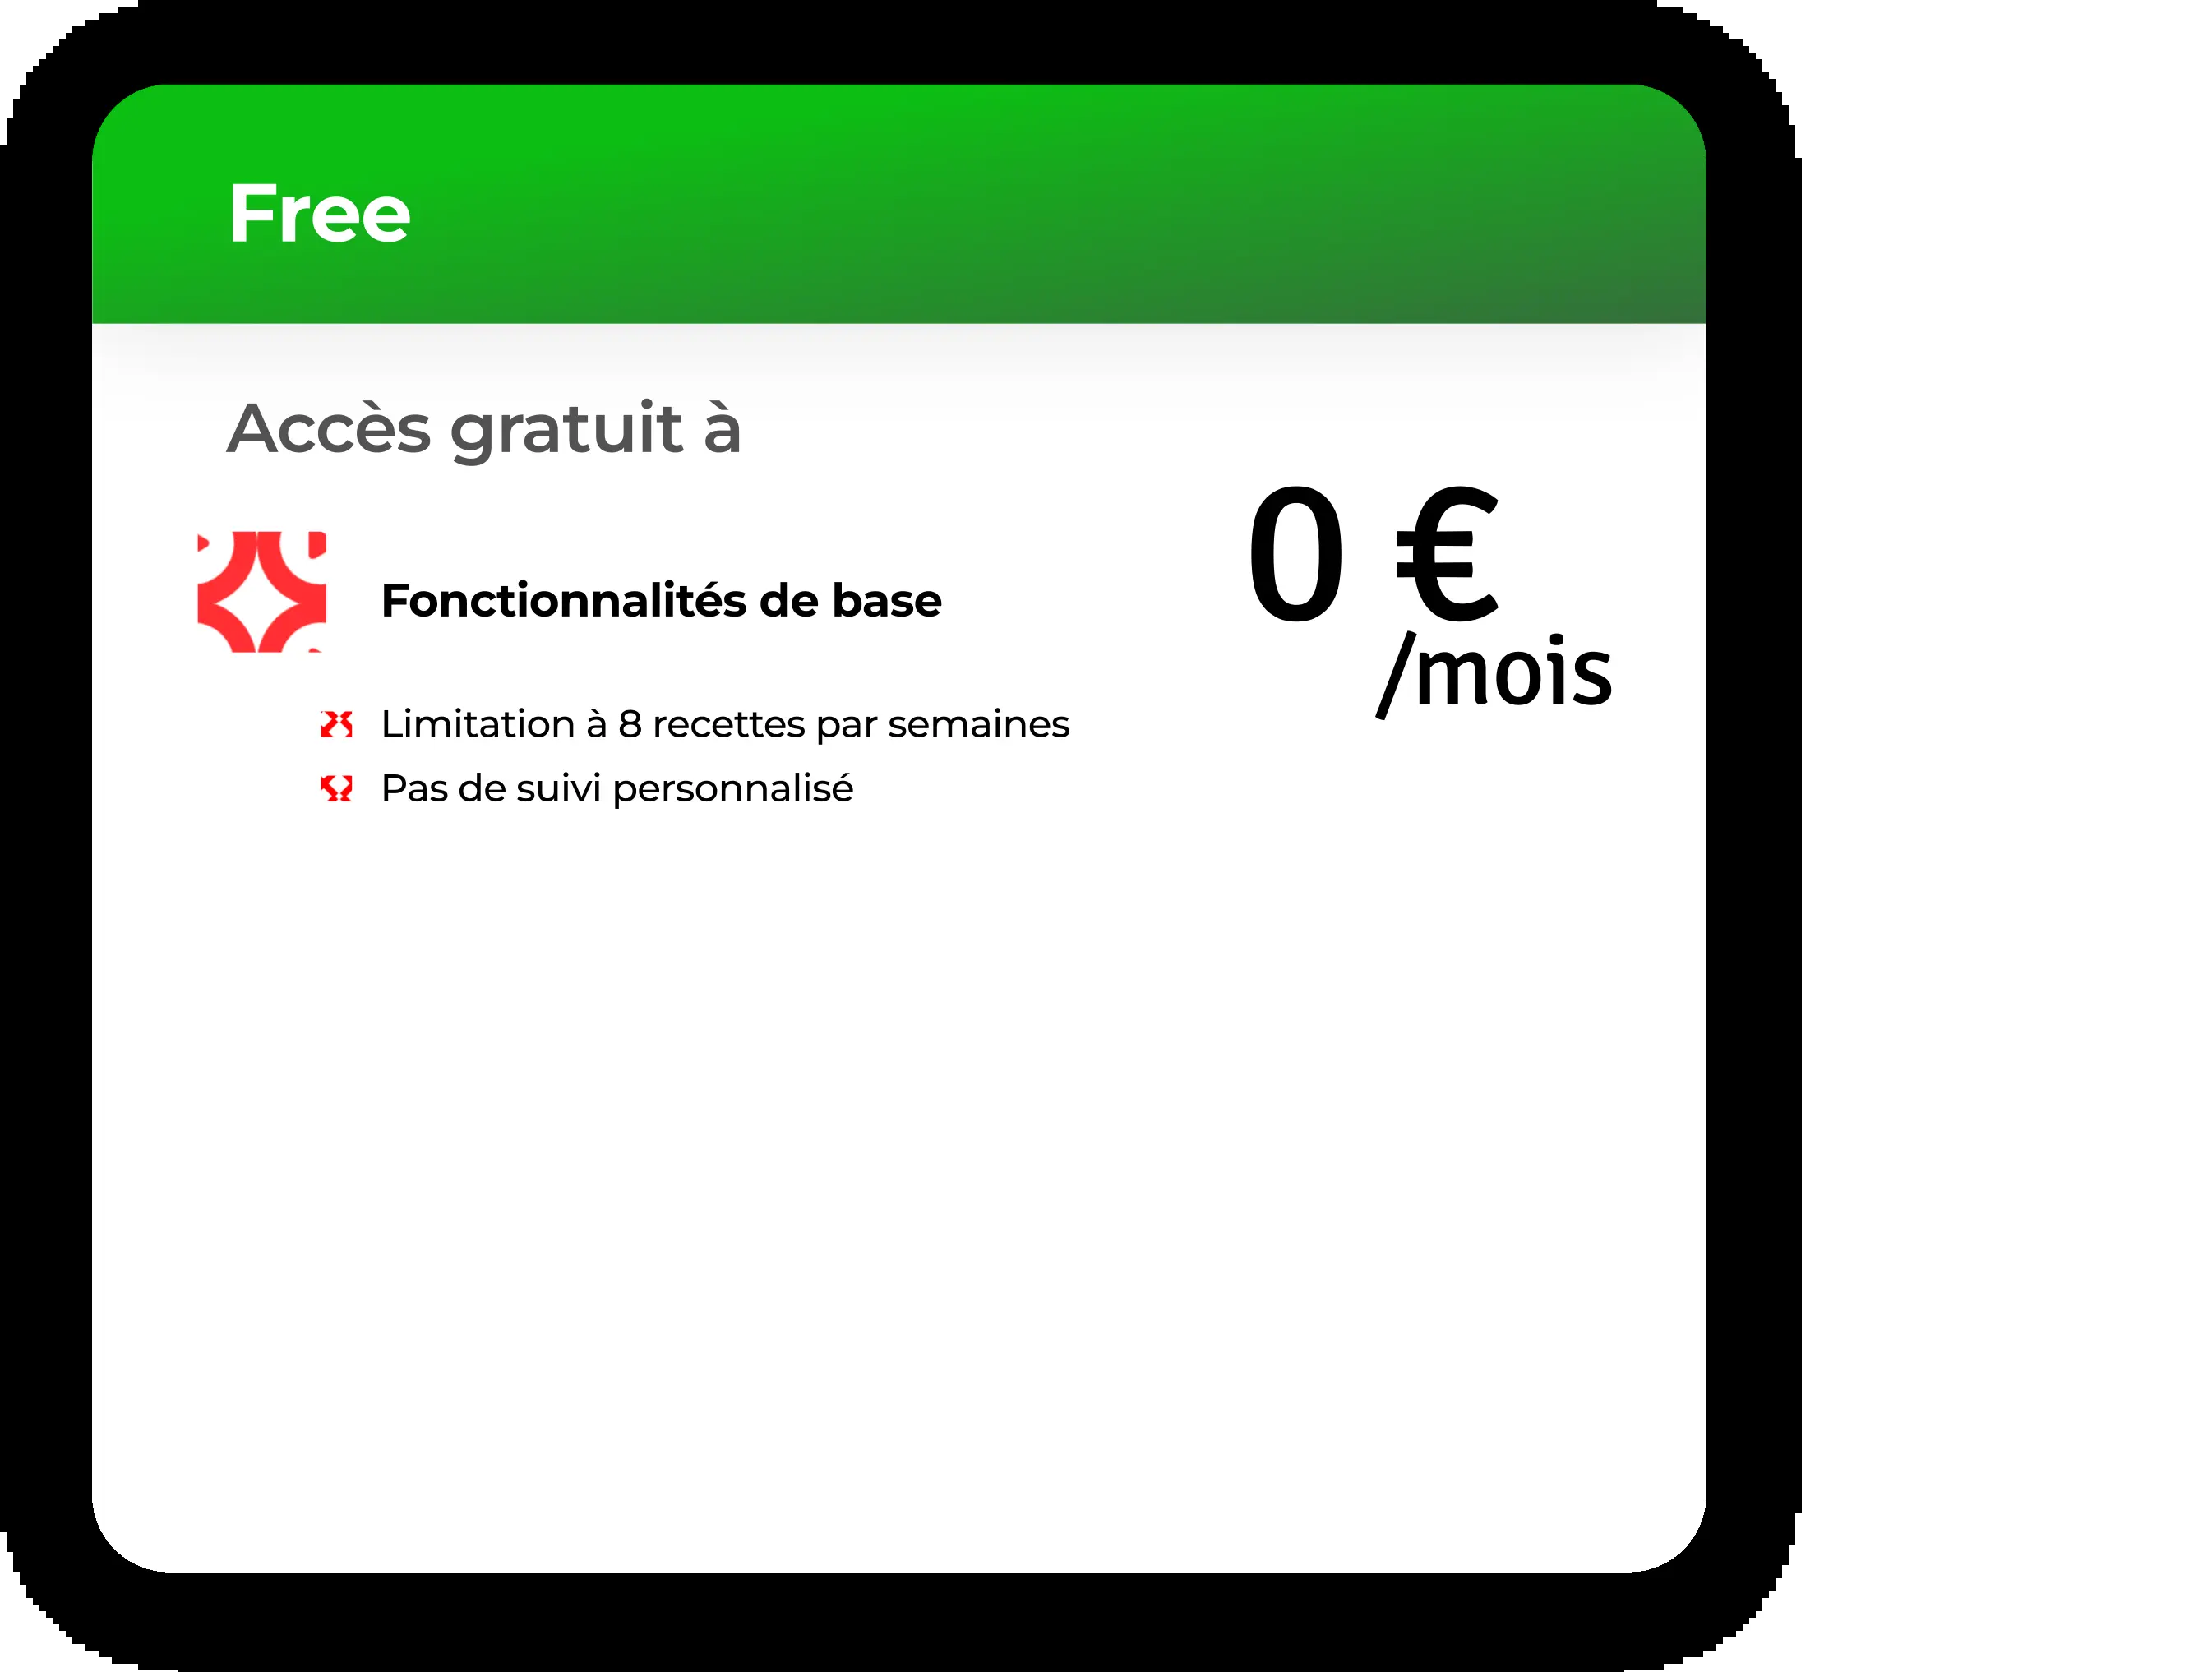 Free
Accès gratuit à
0 €
/mois
Fonctionnalités de base
Limitation à 8 recettes par semaines
Pas de suivi personnalisé